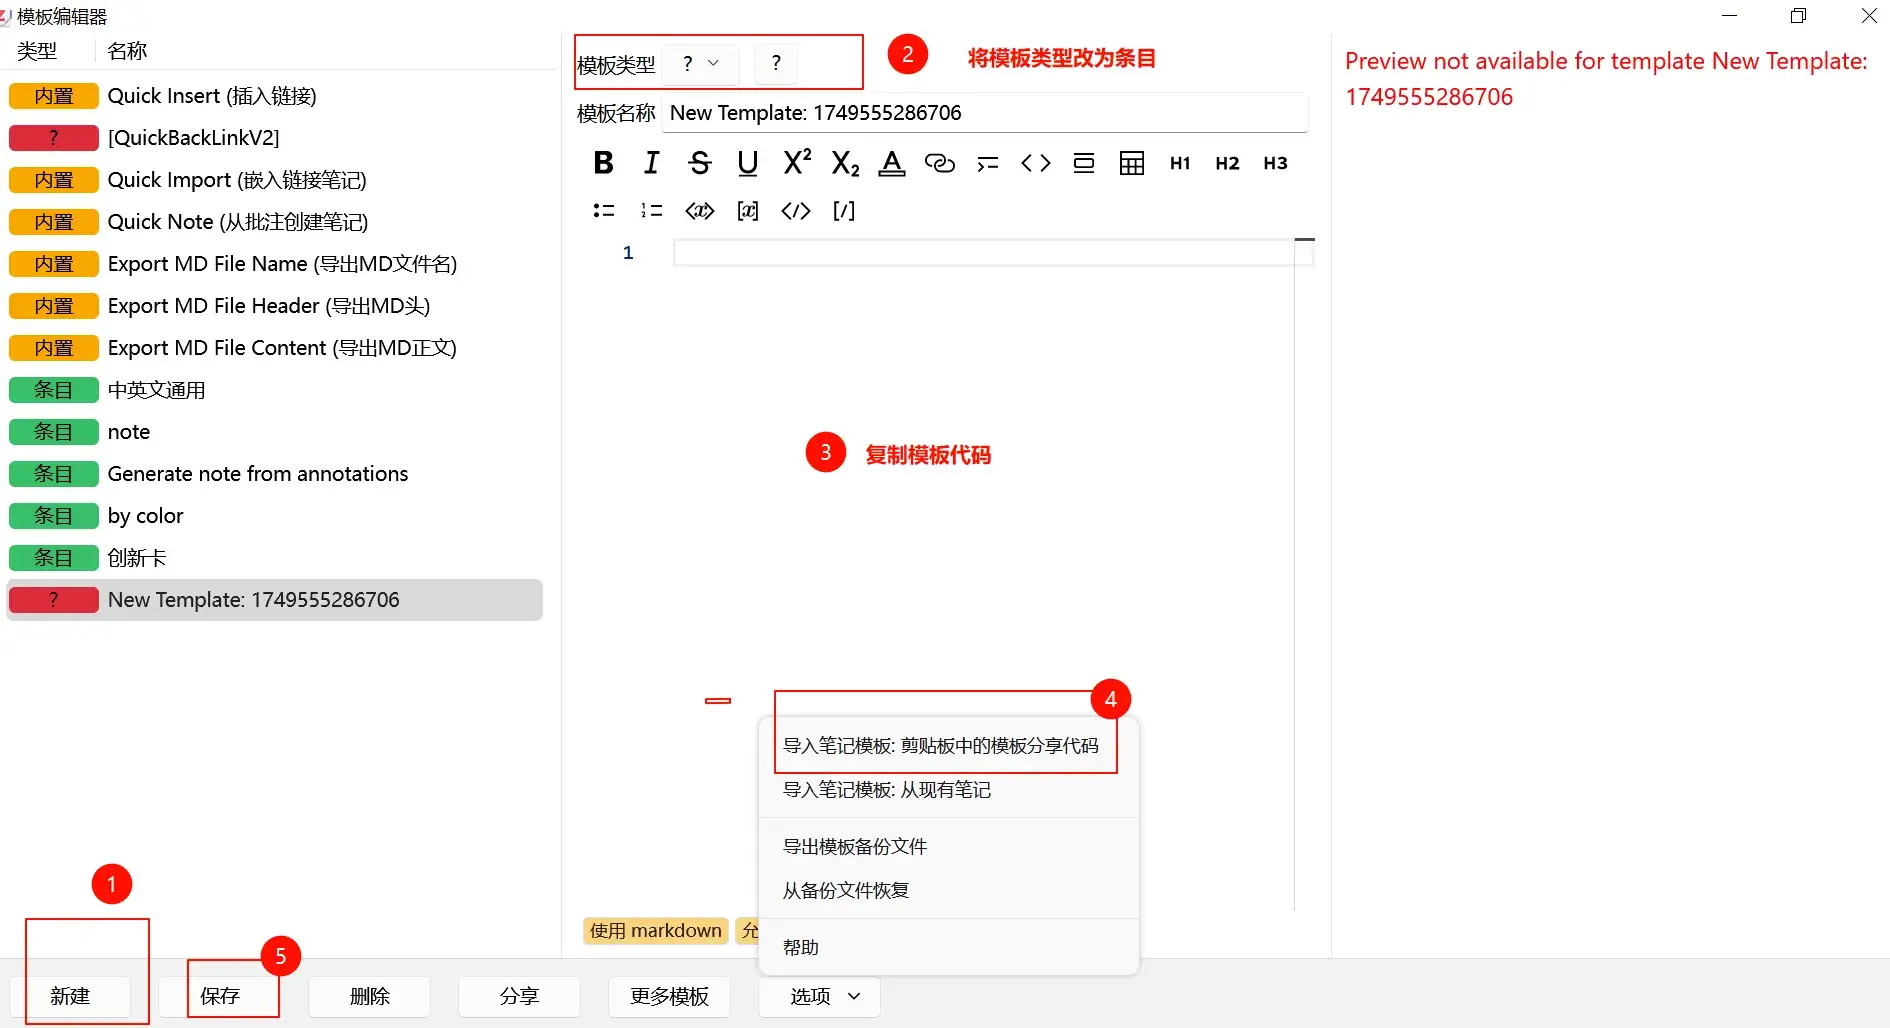 模板编辑器
类型 名称
内置 Quick Insert (插入链接)
? [QuickBackLinkV2]
内置 Quick Import (嵌入链接笔记)
内置 Quick Note (从批注创建笔记)
内置 Export MD File Name (导出MD文件名)
内置 Export MD File Header (导出MD头)
内置 Export MD File Content (导出MD正文)
条目 中英文通用
条目 note
条目 Generate note from annotations
条目 by color
条目 创新卡
? New Template: 1749555286706
模板类型 ? ?
2 将模板类型改为条目
模板名称 New Template: 1749555286706
B I S U X² X₂ A <> H1 H2 H3
<x> [x] </> [/]
1
3 复制模板代码
4
导入笔记模板: 剪贴板中的模板分享代码
导入笔记模板: 从现有笔记
导出模板备份文件
从备份文件恢复
帮助
使用 markdown 允
Preview not available for template New Template:
1749555286706
1
5
新建 保存 删除 分享 更多模板 选项